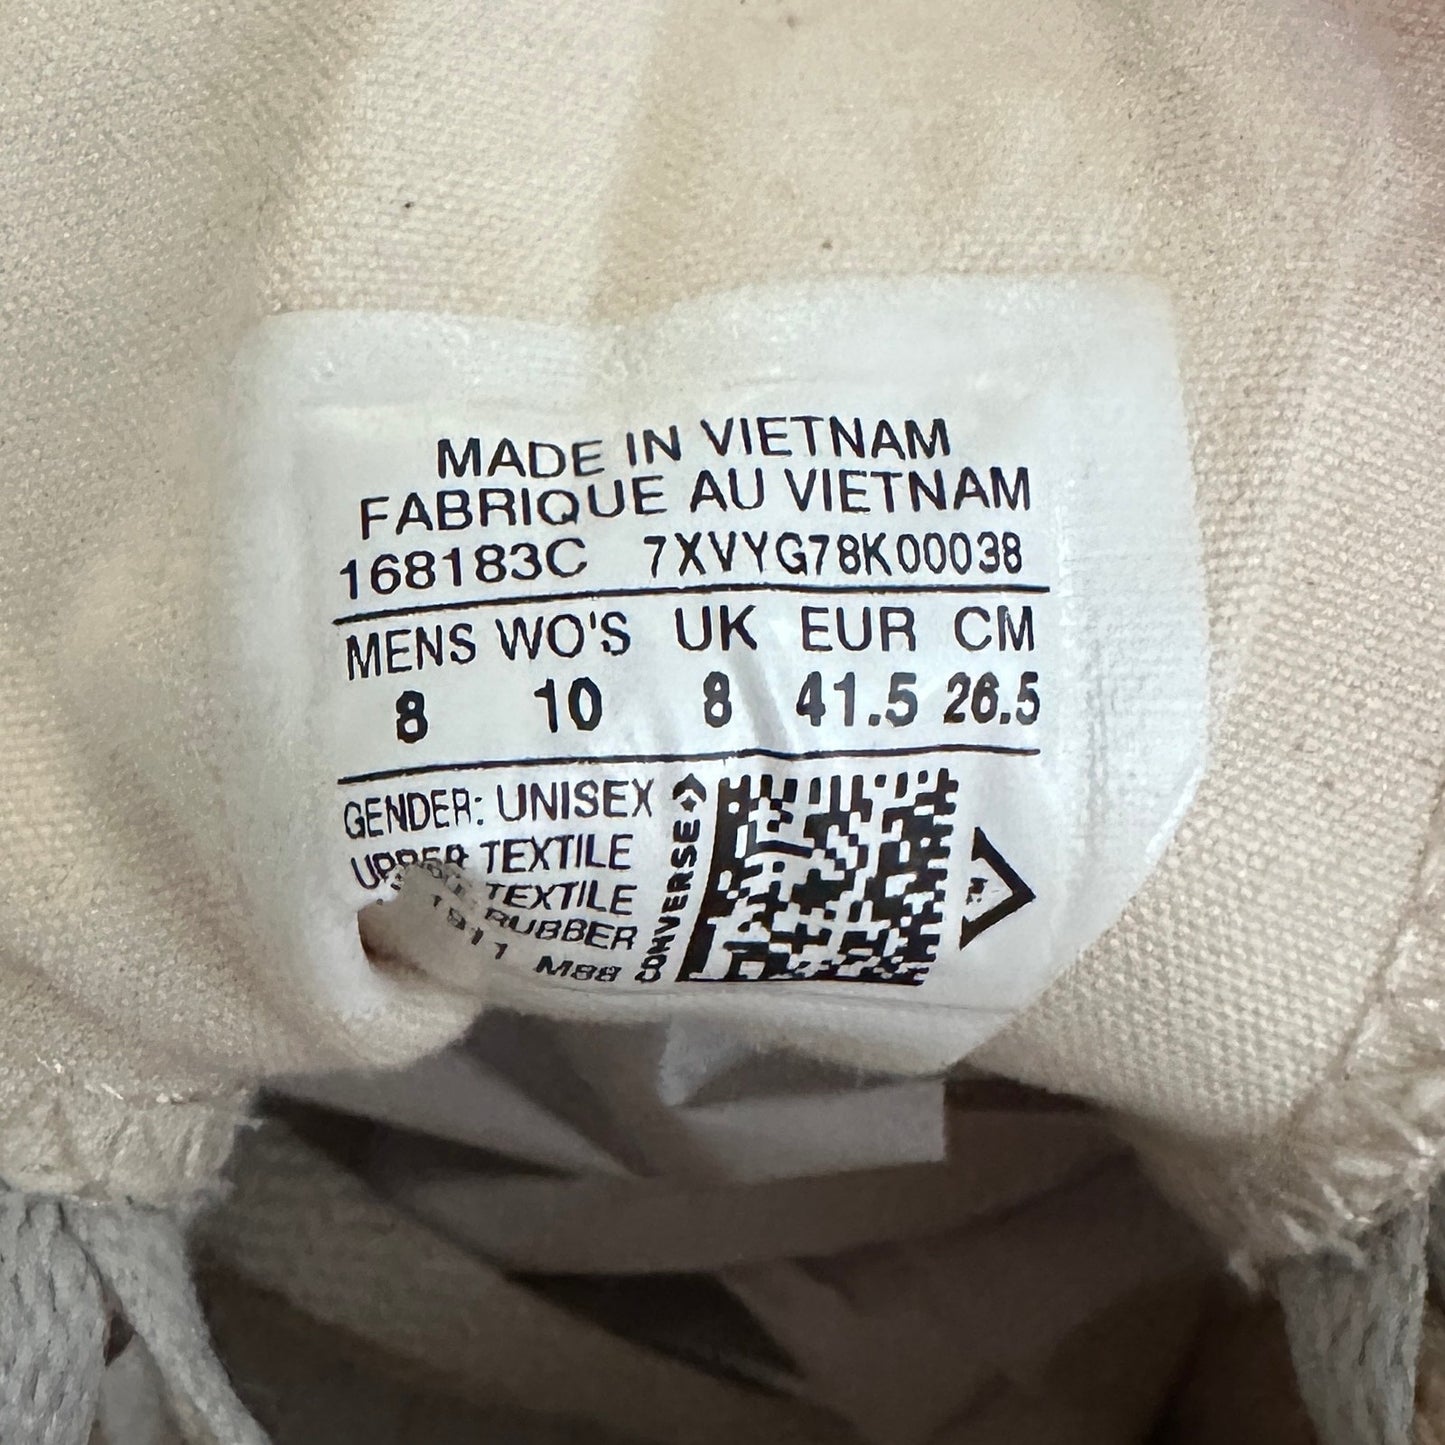 MADE IN VIETNAM
FABRIQUE AU VIETNAM
168183C 7XVYG78K00038
MENS WO'S UK EUR CM
8 10 8 41.5 26.5
GENDER: UNISEX
UPPER TEXTILE
TEXTILE
RUBBER
M88
CONVERSE